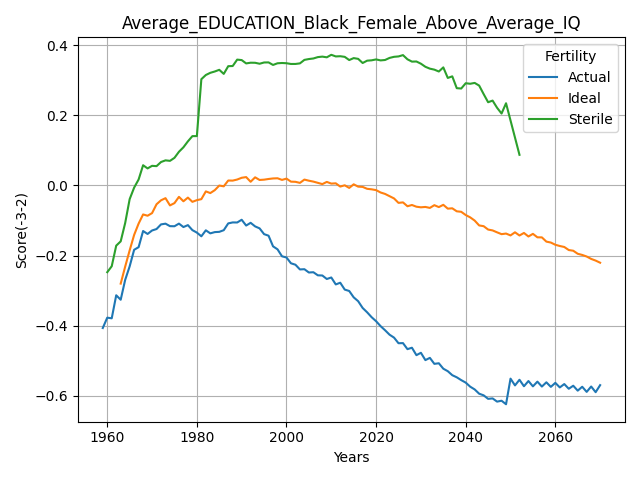 Average_EDUCATION_Black_Female_Above_Average_IQ
Fertility
Actual
Ideal
Sterile
Score(-3-2)
0.4
0.2
0.0
−0.2
−0.4
−0.6
1960 1980 2000 2020 2040 2060
Years